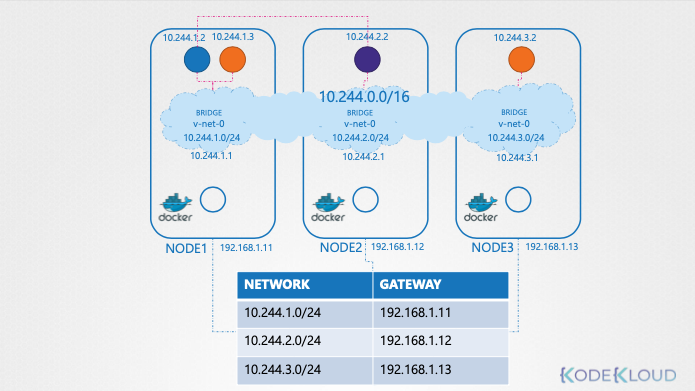 10.244.1.2
10.244.1.3
10.244.2.2
10.244.3.2
10.244.0.0/16
BRIDGE
v-net-0
10.244.1.0/24
10.244.1.1
BRIDGE
v-net-0
10.244.2.0/24
10.244.2.1
BRIDGE
v-net-0
10.244.3.0/24
10.244.3.1
docker
docker
docker
NODE1 192.168.1.11
NODE2 192.168.1.12
NODE3 192.168.1.13
NETWORK GATEWAY
10.244.1.0/24 192.168.1.11
10.244.2.0/24 192.168.1.12
10.244.3.0/24 192.168.1.13
KODEKLOUD